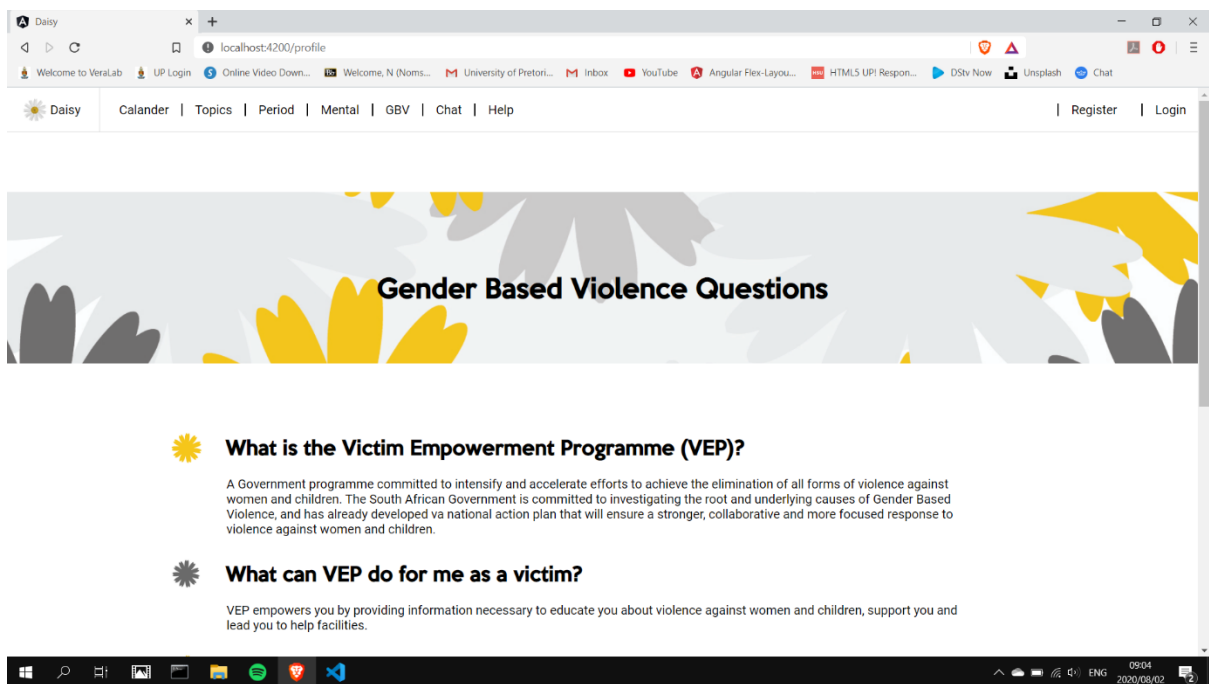 Daisy
localhost:4200/profile
Welcome to VeraLab UP Login Online Video Down... Welcome, N (Noms... University of Pretori... Inbox YouTube Angular Flex-Layou... HTML5 UP! Respon... DStv Now Unsplash Chat
Daisy Calander | Topics | Period | Mental | GBV | Chat | Help | Register | Login
Gender Based Violence Questions
What is the Victim Empowerment Programme (VEP)?
A Government programme committed to intensify and accelerate efforts to achieve the elimination of all forms of violence against
women and children. The South African Government is committed to investigating the root and underlying causes of Gender Based
Violence, and has already developed va national action plan that will ensure a stronger, collaborative and more focused response to
violence against women and children.
What can VEP do for me as a victim?
VEP empowers you by providing information necessary to educate you about violence against women and children, support you and
lead you to help facilities.
ENG 09:04
2020/08/02